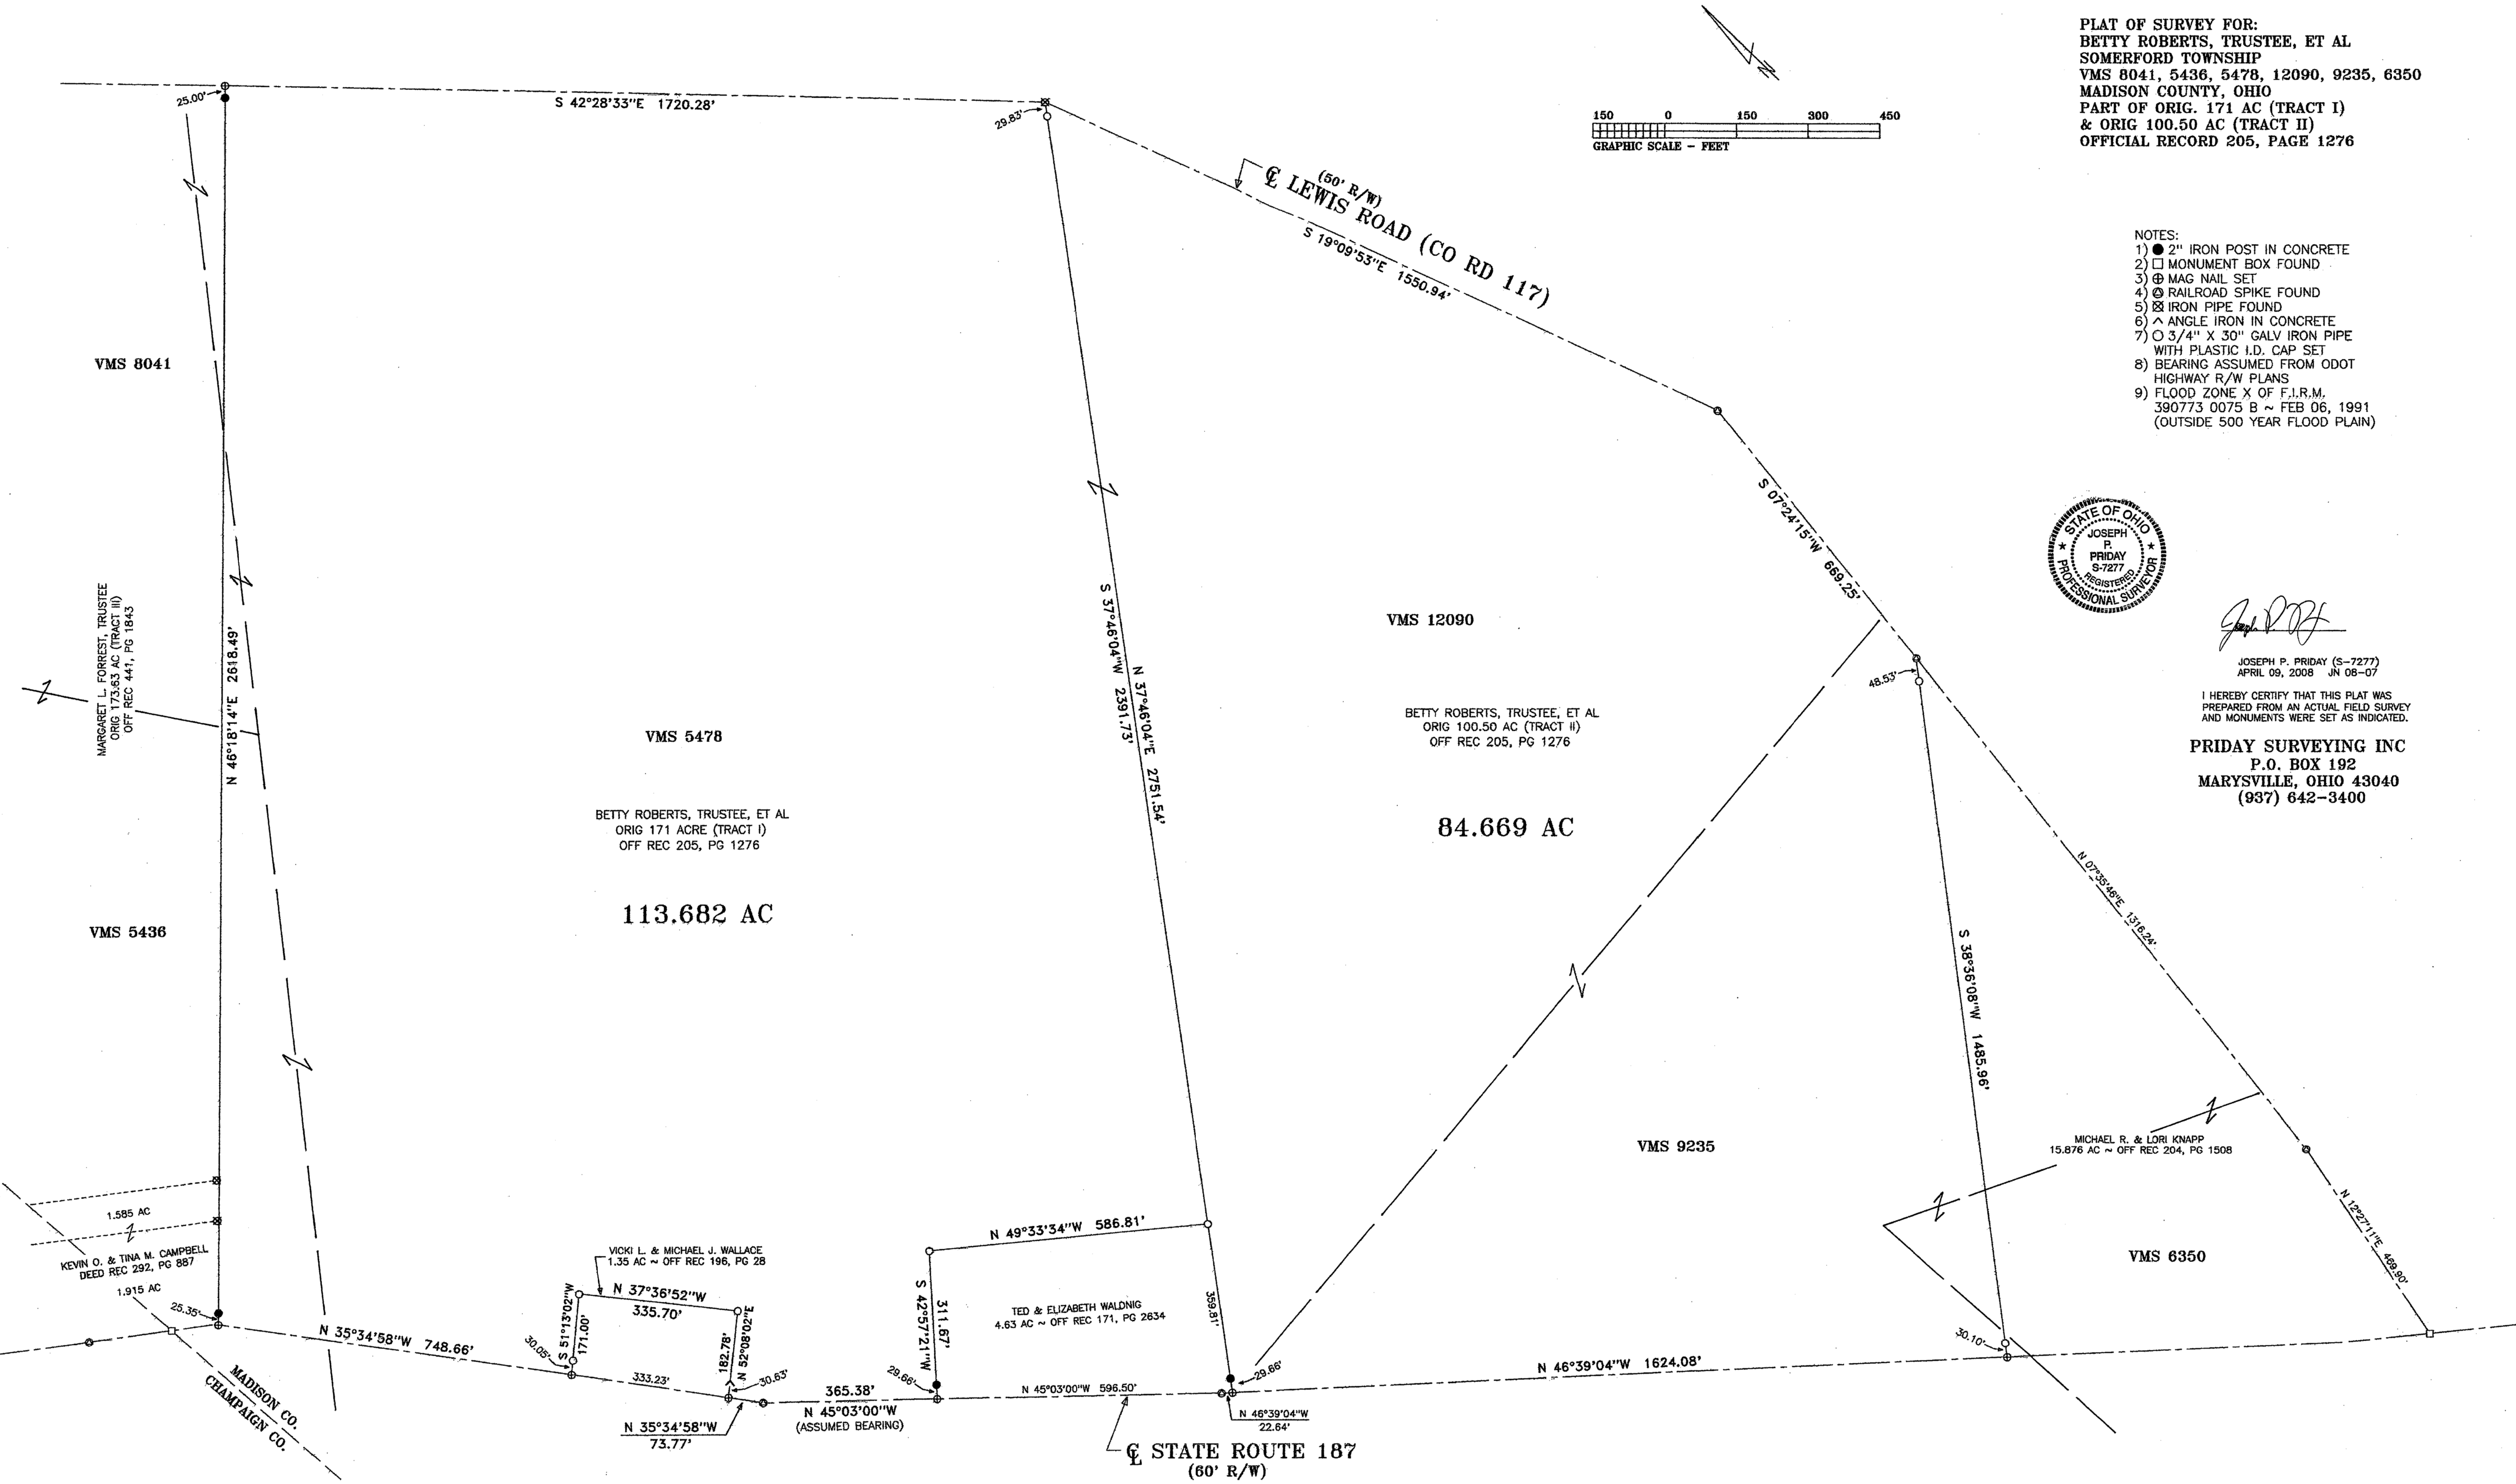 PLAT OF SURVEY FOR:
BETTY ROBERTS, TRUSTEE, ET AL
SOMERFORD TOWNSHIP
VMS 8041, 5436, 5478, 12090, 9235, 6350
MADISON COUNTY, OHIO
PART OF ORIG. 171 AC (TRACT I)
& ORIG 100.50 AC (TRACT II)
OFFICIAL RECORD 205, PAGE 1276
N
150 0 150 300 450
GRAPHIC SCALE - FEET
25.00'
S 42°28'33"E 1720.28'
29.83'
(50' R/W)
℄ LEWIS ROAD (CO RD 117)
S 19°09'53"E 1550.94'
NOTES:
1) ● 2" IRON POST IN CONCRETE
2) □ MONUMENT BOX FOUND
3) ⊕ MAG NAIL SET
4) RAILROAD SPIKE FOUND
5) IRON PIPE FOUND
6) ^ ANGLE IRON IN CONCRETE
7) ○ 3/4" X 30" GALV IRON PIPE
WITH PLASTIC I.D. CAP SET
8) BEARING ASSUMED FROM ODOT
HIGHWAY R/W PLANS
9) FLOOD ZONE X OF F.I.R.M.
390773 0075 B ~ FEB 06, 1991
(OUTSIDE 500 YEAR FLOOD PLAIN)
VMS 8041
S 07°24'15"W 669.25'
STATE OF OHIO
JOSEPH
P.
PRIDAY
S-7277
REGISTERED
PROFESSIONAL SURVEYOR
JOSEPH P. PRIDAY (S-7277)
APRIL 09, 2008 JN 08-07
I HEREBY CERTIFY THAT THIS PLAT WAS
PREPARED FROM AN ACTUAL FIELD SURVEY
AND MONUMENTS WERE SET AS INDICATED.
PRIDAY SURVEYING INC
P.O. BOX 192
MARYSVILLE, OHIO 43040
(937) 642-3400
MARGARET L. FORREST, TRUSTEE
ORIG 173.63 AC (TRACT III)
OFF REC 441, PG 1843
N 46°18'14"E 2618.49'
VMS 5478
BETTY ROBERTS, TRUSTEE, ET AL
ORIG 171 ACRE (TRACT I)
OFF REC 205, PG 1276
113.682 AC
S 37°46'04"W 2391.73'
N 37°46'04"E 2751.54'
VMS 12090
BETTY ROBERTS, TRUSTEE, ET AL
ORIG 100.50 AC (TRACT II)
OFF REC 205, PG 1276
84.669 AC
48.53'
S 38°36'08"W 1485.96'
N 07°35'46"E 1316.24'
VMS 5436
VMS 9235
MICHAEL R. & LORI KNAPP
15.876 AC ~ OFF REC 204, PG 1508
VMS 6350
N 12°27'11"E 469.90'
1.585 AC
KEVIN O. & TINA M. CAMPBELL
DEED REC 292, PG 887
1.915 AC
25.35'
MADISON CO.
CHAMPAIGN CO.
N 35°34'58"W 748.66'
VICKI L. & MICHAEL J. WALLACE
1.35 AC ~ OFF REC 196, PG 28
N 37°36'52"W
335.70'
S 51°13'02"W
171.00'
30.05'
182.78'
N 52°08'02"E
30.63'
333.23'
N 35°34'58"W
73.77'
365.38'
N 45°03'00"W
(ASSUMED BEARING)
N 49°33'34"W 586.81'
S 42°57'21"W
311.67'
29.66'
TED & ELIZABETH WALDNIG
4.63 AC ~ OFF REC 171, PG 2634
359.81'
N 45°03'00"W 596.50'
29.66'
N 46°39'04"W
22.64'
N 46°39'04"W 1624.08'
30.10'
℄ STATE ROUTE 187
(60' R/W)